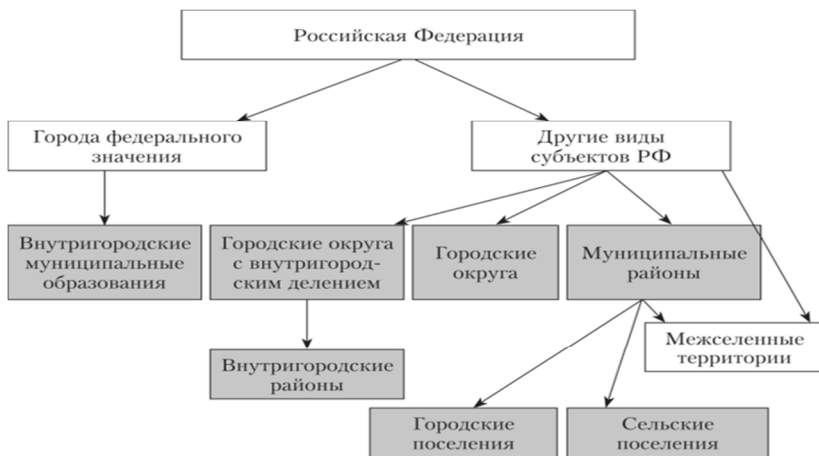 Российская Федерация
Города федерального
значения
Другие виды
субъектов РФ
Внутригородские
муниципальные
образования
Городские округа
с внутригород-
ским делением
Городские
округа
Муниципальные
районы
Межселенные
территории
Внутригородские
районы
Городские
поселения
Сельские
поселения